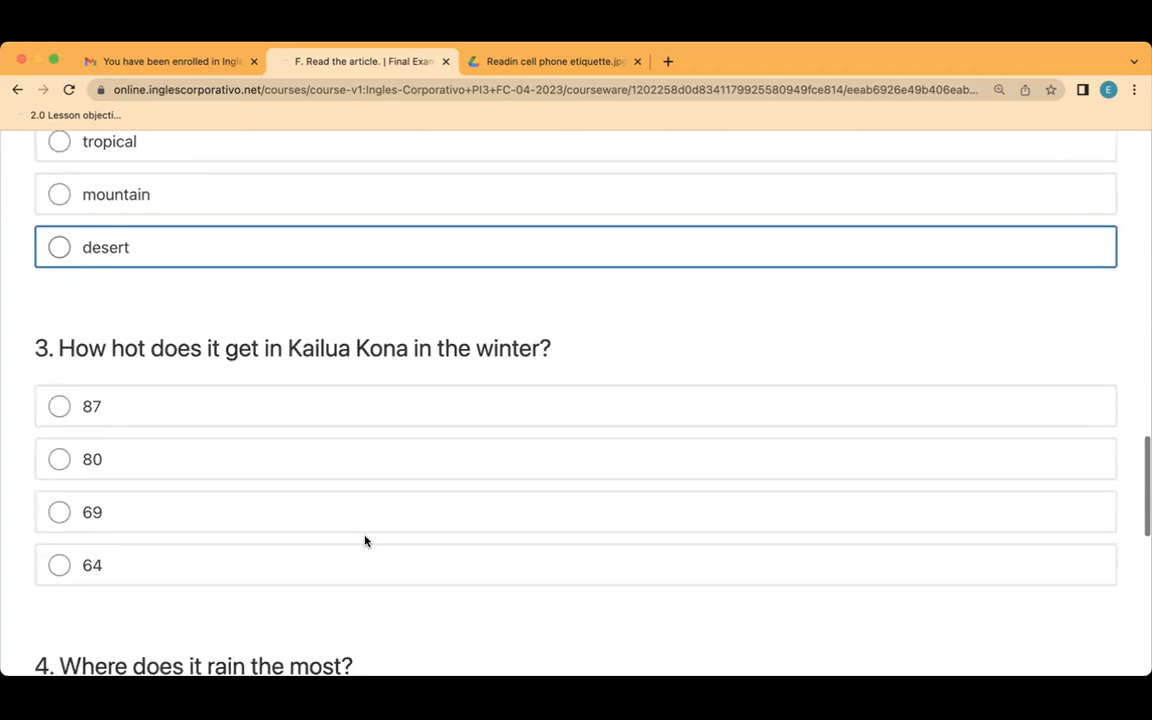 You have been enrolled in Ingle
F. Read the article. | Final Exam
Readin cell phone etiquette.jpg
online.inglescorporativo.net/courses/course-v1:Ingles-Corporativo+PI3+FC-04-2023/courseware/1202258d0d8341179925580949fce814/eeab6926e49b406eab...
E
2.0 Lesson objecti...
tropical
mountain
desert
3. How hot does it get in Kailua Kona in the winter?
87
80
69
64
4. Where does it rain the most?